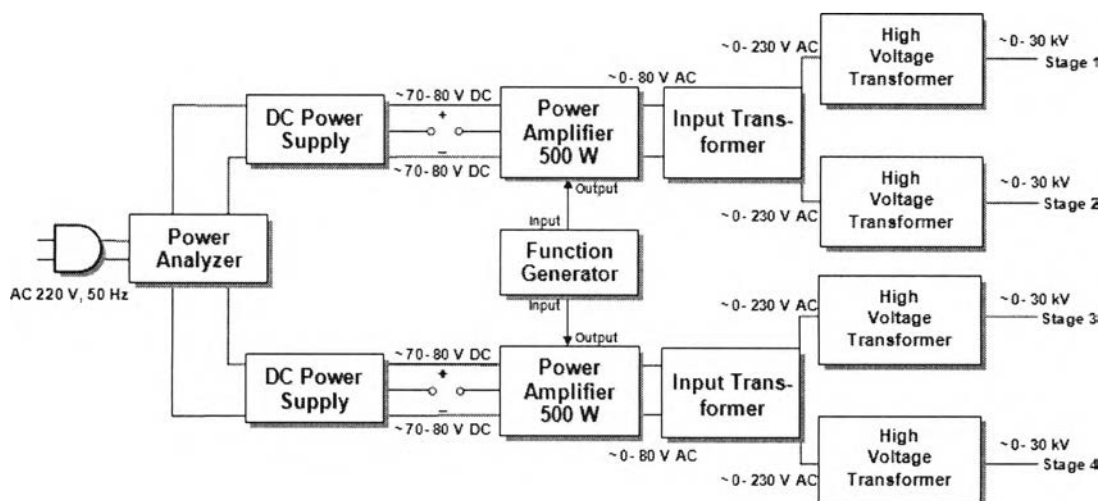 High
Voltage
Transformer
~0- 30 kV
Stage 1
~0- 230 V AC
~0- 80 V AC
~70- 80 V DC
+
DC Power
Supply
Power
Amplifier
500 W
Input Trans-
former
–
~70- 80 V DC
Output
High
Voltage
Transformer
~0- 30 kV
Stage 2
~0- 230 V AC
Input
Function
Generator
Input
Power
Analyzer
AC 220 V, 50 Hz
Output
High
Voltage
Transformer
~0- 30 kV
Stage 3
~0- 230 V AC
~70- 80 V DC
+
DC Power
Supply
Power
Amplifier
500 W
Input Trans-
former
–
~70- 80 V DC
~0- 80 V AC
High
Voltage
Transformer
~0- 30 kV
Stage 4
~0- 230 V AC